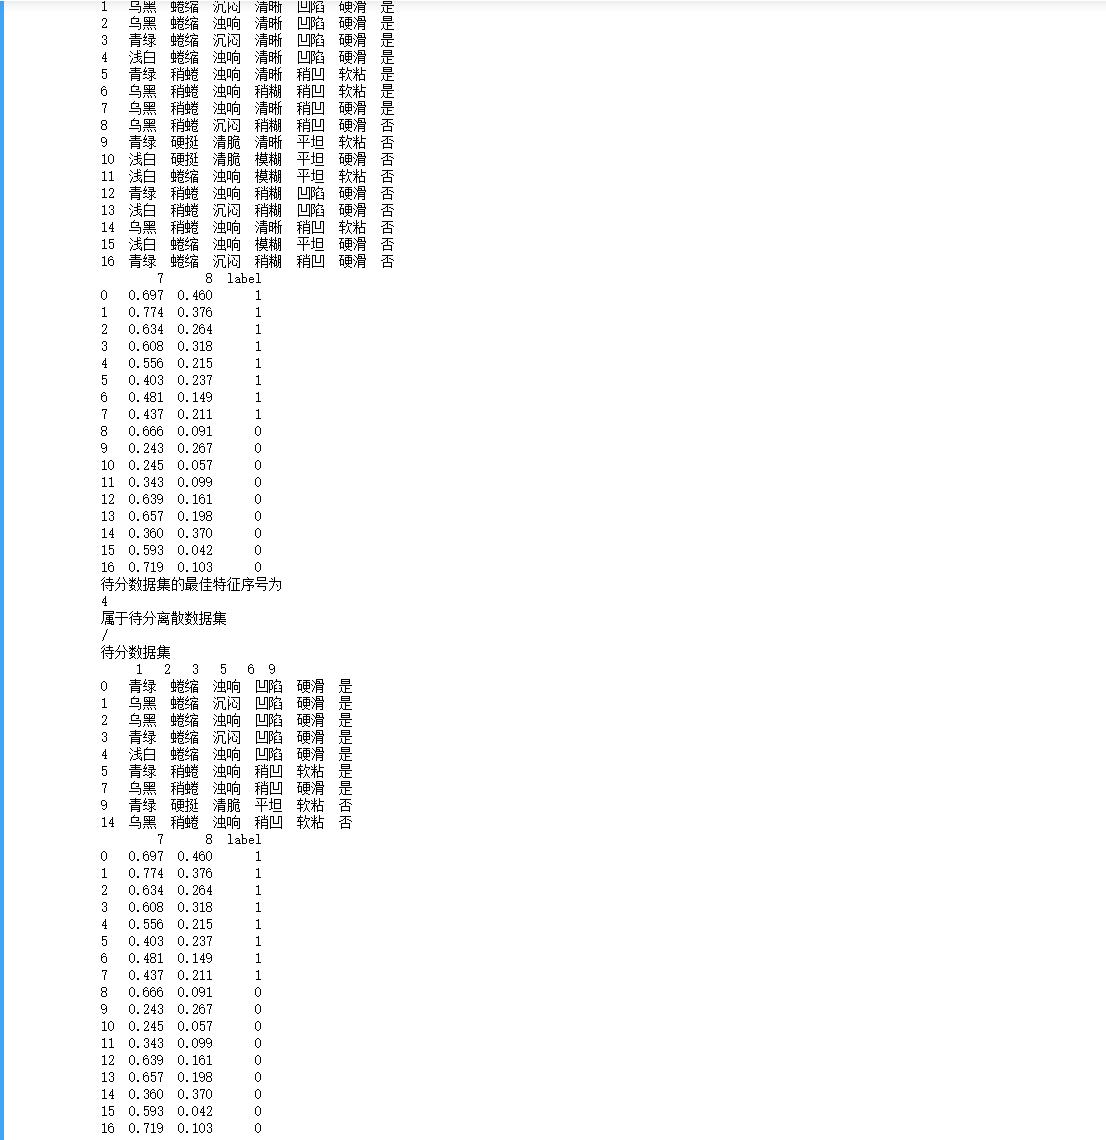 1 乌黑 蜷缩 沉闷 清晰 凹陷 硬滑 是
2 乌黑 蜷缩 浊响 清晰 凹陷 硬滑 是
3 青绿 蜷缩 沉闷 清晰 凹陷 硬滑 是
4 浅白 蜷缩 浊响 清晰 凹陷 硬滑 是
5 青绿 稍蜷 浊响 清晰 稍凹 软粘 是
6 乌黑 稍蜷 浊响 稍糊 稍凹 软粘 是
7 乌黑 稍蜷 浊响 清晰 稍凹 硬滑 是
8 乌黑 稍蜷 沉闷 稍糊 稍凹 硬滑 否
9 青绿 硬挺 清脆 清晰 平坦 软粘 否
10 浅白 硬挺 清脆 模糊 平坦 硬滑 否
11 浅白 蜷缩 浊响 模糊 平坦 软粘 否
12 青绿 稍蜷 浊响 稍糊 凹陷 硬滑 否
13 浅白 稍蜷 沉闷 稍糊 凹陷 硬滑 否
14 乌黑 稍蜷 浊响 清晰 稍凹 软粘 否
15 浅白 蜷缩 浊响 模糊 平坦 硬滑 否
16 青绿 蜷缩 沉闷 稍糊 稍凹 硬滑 否
7 8 label
0 0.697 0.460 1
1 0.774 0.376 1
2 0.634 0.264 1
3 0.608 0.318 1
4 0.556 0.215 1
5 0.403 0.237 1
6 0.481 0.149 1
7 0.437 0.211 1
8 0.666 0.091 0
9 0.243 0.267 0
10 0.245 0.057 0
11 0.343 0.099 0
12 0.639 0.161 0
13 0.657 0.198 0
14 0.360 0.370 0
15 0.593 0.042 0
16 0.719 0.103 0
待分数据集的最佳特征序号为
4
属于待分离散数据集
/
待分数据集
1 2 3 5 6 9
0 青绿 蜷缩 浊响 凹陷 硬滑 是
1 乌黑 蜷缩 沉闷 凹陷 硬滑 是
2 乌黑 蜷缩 浊响 凹陷 硬滑 是
3 青绿 蜷缩 沉闷 凹陷 硬滑 是
4 浅白 蜷缩 浊响 凹陷 硬滑 是
5 青绿 稍蜷 浊响 稍凹 软粘 是
7 乌黑 稍蜷 浊响 稍凹 硬滑 是
9 青绿 硬挺 清脆 平坦 软粘 否
14 乌黑 稍蜷 浊响 稍凹 软粘 否
7 8 label
0 0.697 0.460 1
1 0.774 0.376 1
2 0.634 0.264 1
3 0.608 0.318 1
4 0.556 0.215 1
5 0.403 0.237 1
6 0.481 0.149 1
7 0.437 0.211 1
8 0.666 0.091 0
9 0.243 0.267 0
10 0.245 0.057 0
11 0.343 0.099 0
12 0.639 0.161 0
13 0.657 0.198 0
14 0.360 0.370 0
15 0.593 0.042 0
16 0.719 0.103 0